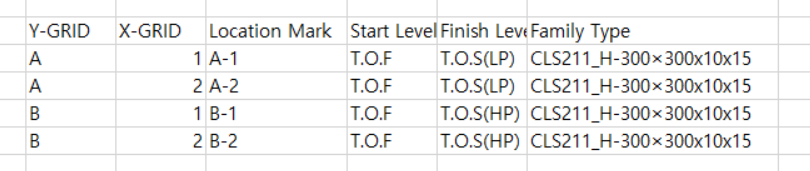 Y-GRID X-GRID Location Mark Start Level Finish Leve Family Type
A 1 A-1 T.O.F T.O.S(LP) CLS211_H-300×300x10x15
A 2 A-2 T.O.F T.O.S(LP) CLS211_H-300×300x10x15
B 1 B-1 T.O.F T.O.S(HP) CLS211_H-300×300x10x15
B 2 B-2 T.O.F T.O.S(HP) CLS211_H-300×300x10x15